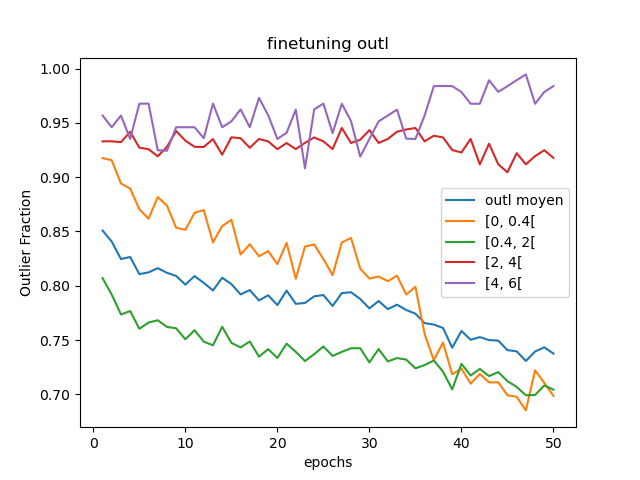 finetuning outl
Outlier Fraction
1.00
0.95
0.90
0.85
0.80
0.75
0.70
outl moyen
[0, 0.4[
[0.4, 2[
[2, 4[
[4, 6[
0 10 20 30 40 50
epochs